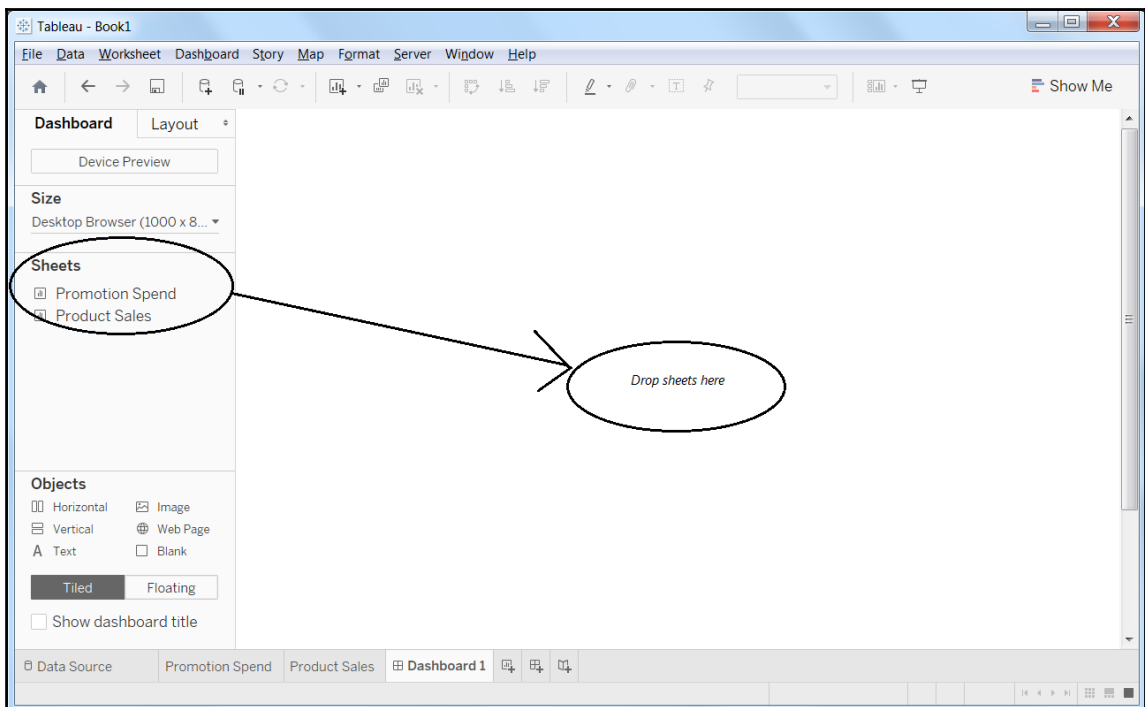 Tableau - Book1
File Data Worksheet Dashboard Story Map Format Server Window Help
Show Me
Dashboard Layout
Device Preview
Size
Desktop Browser (1000 x 8...
Sheets
Promotion Spend
Product Sales
Drop sheets here
Objects
Horizontal Image
Vertical Web Page
A Text Blank
Tiled Floating
Show dashboard title
Data Source Promotion Spend Product Sales Dashboard 1